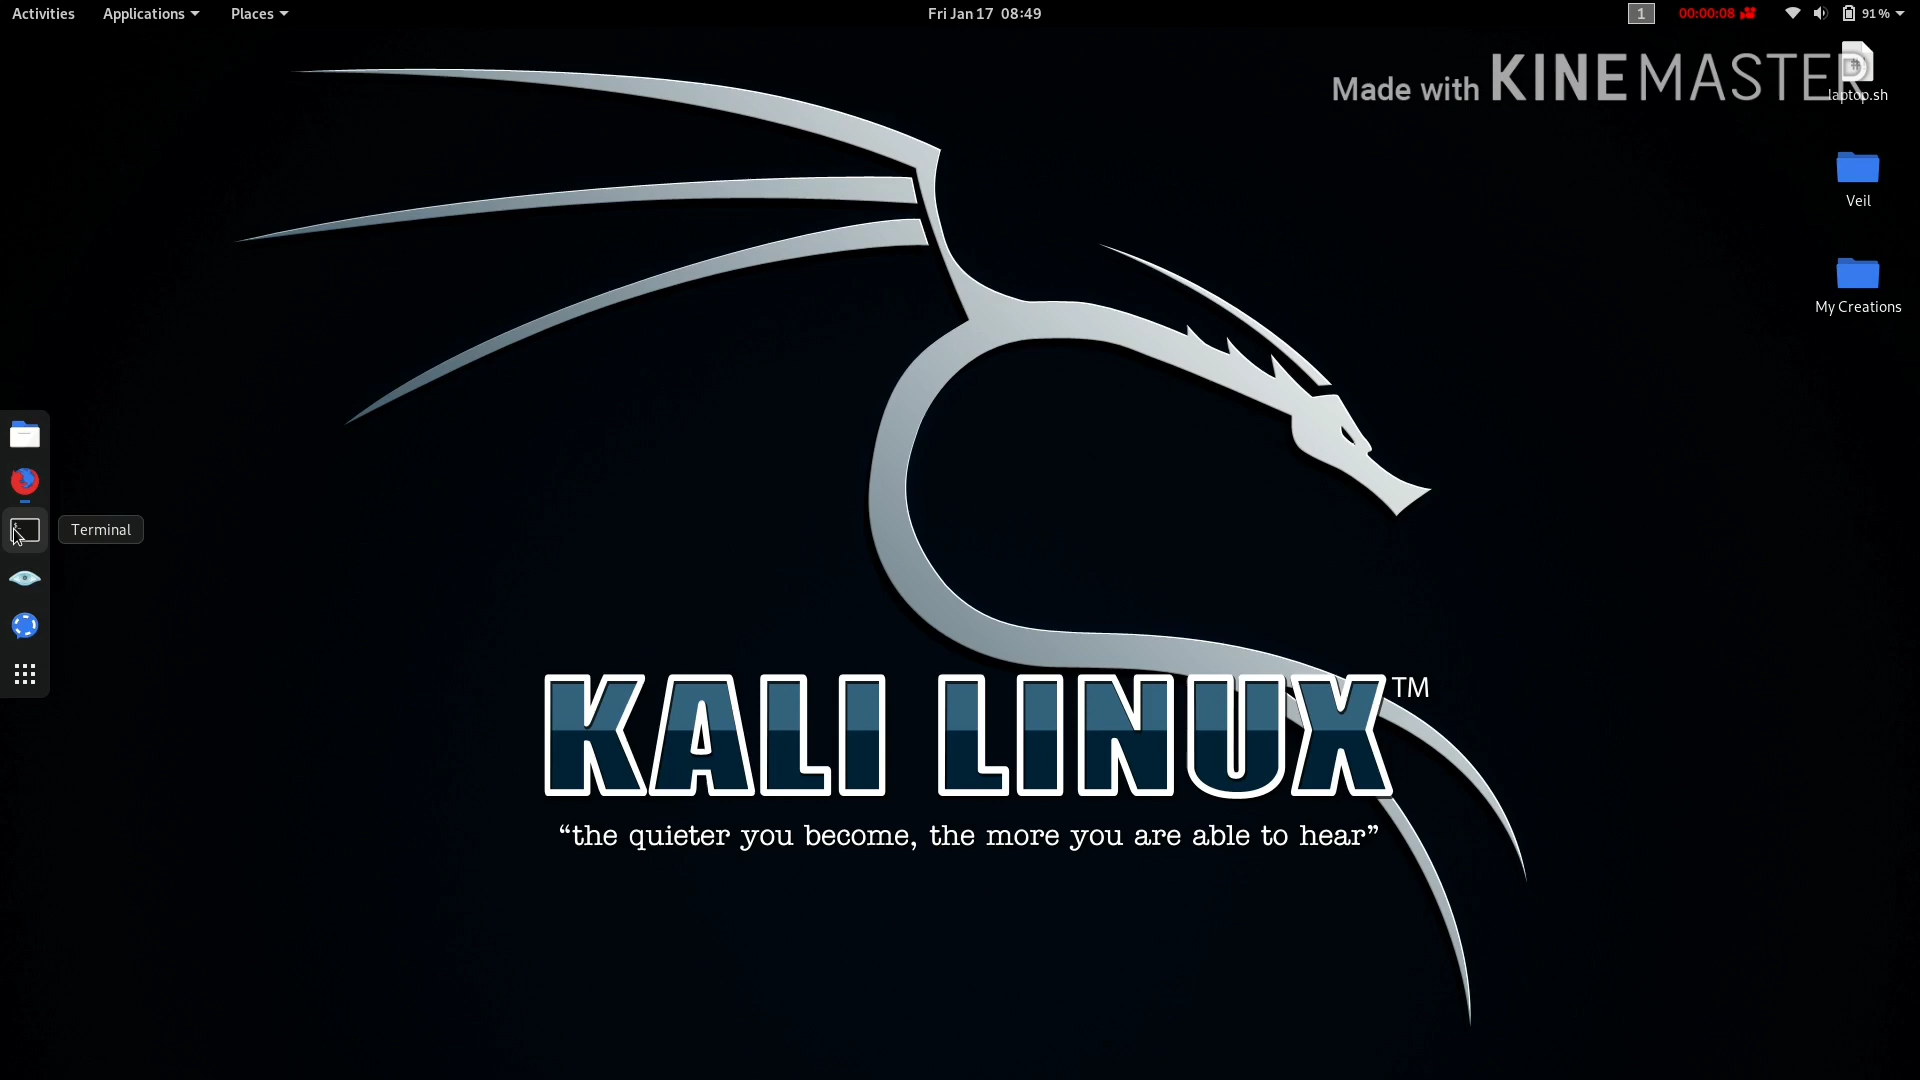 Activities Applications Places Fri Jan 17 08:49 1 00:00:08 91%
Made with KINEMASTER
laptop.sh
Veil
My Creations
Terminal
KALI LINUX TM
“the quieter you become, the more you are able to hear”